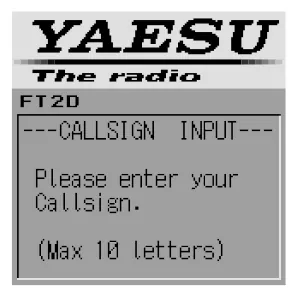 YAESU
The radio
FT2D
---CALLSIGN INPUT---
Please enter your
Callsign.
(Max 10 letters)